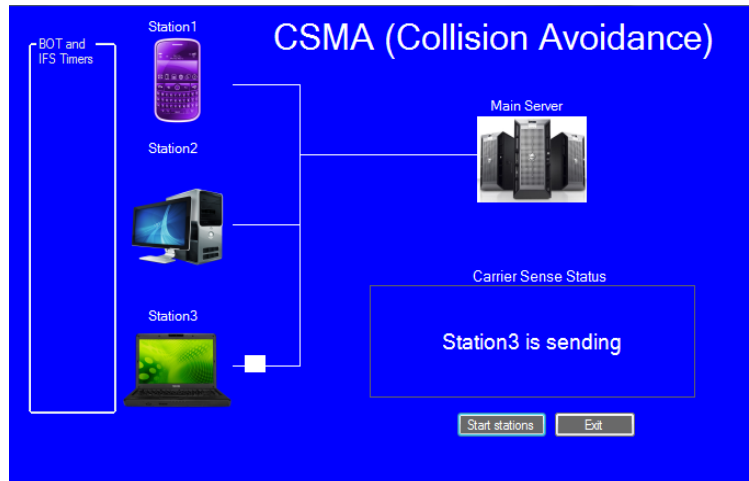 CSMA (Collision Avoidance)
BOT and
IFS Timers
Station1
Main Server
Station2
Carrier Sense Status
Station3
Station3 is sending
Start stations
Exit